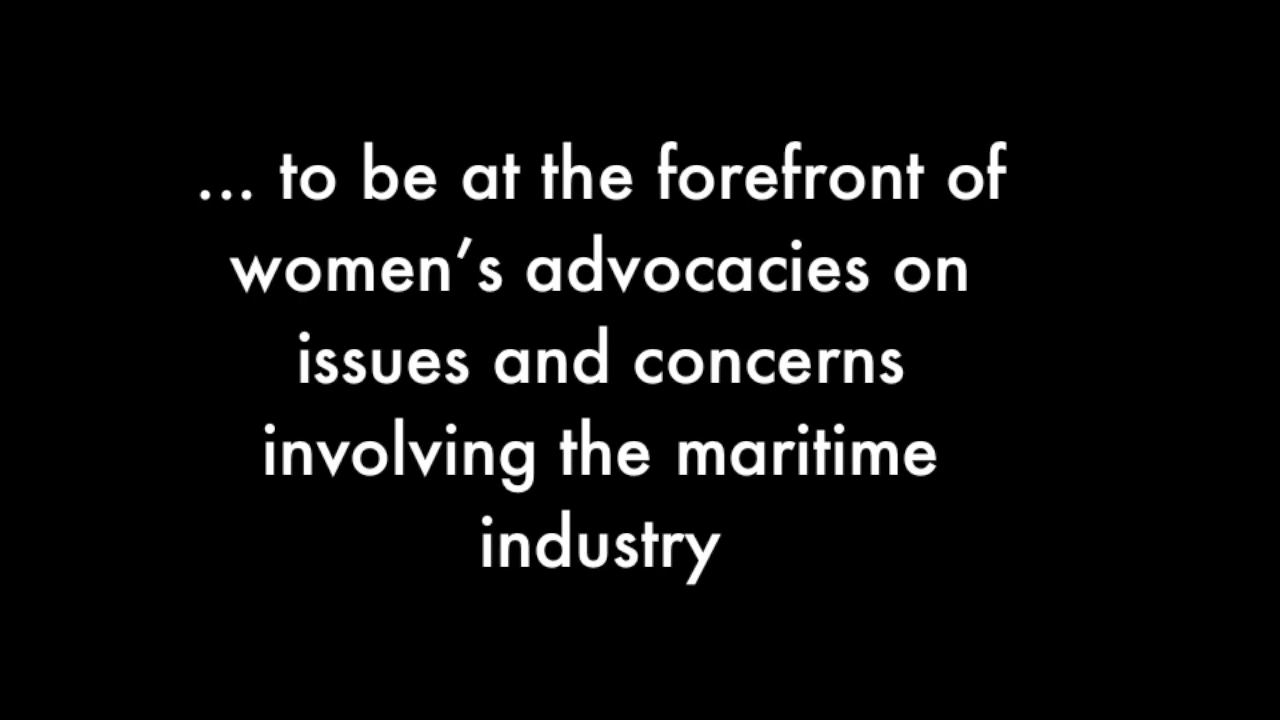 ... to be at the forefront of
women’s advocacies on
issues and concerns
involving the maritime
industry